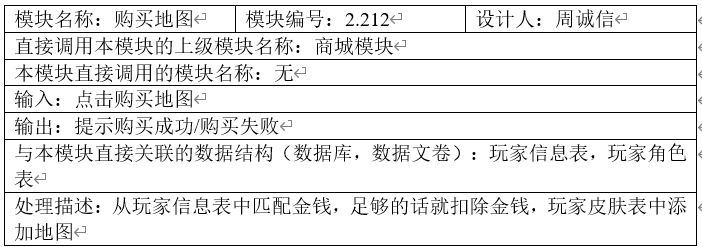 模块名称：购买地图 模块编号：2.212 设计人：周诚信
直接调用本模块的上级模块名称：商城模块
本模块直接调用的模块名称：无
输入：点击购买地图
输出：提示购买成功/购买失败
与本模块直接关联的数据结构（数据库，数据文卷）：玩家信息表，玩家角色
表
处理描述：从玩家信息表中匹配金钱，足够的话就扣除金钱，玩家皮肤表中添
加地图